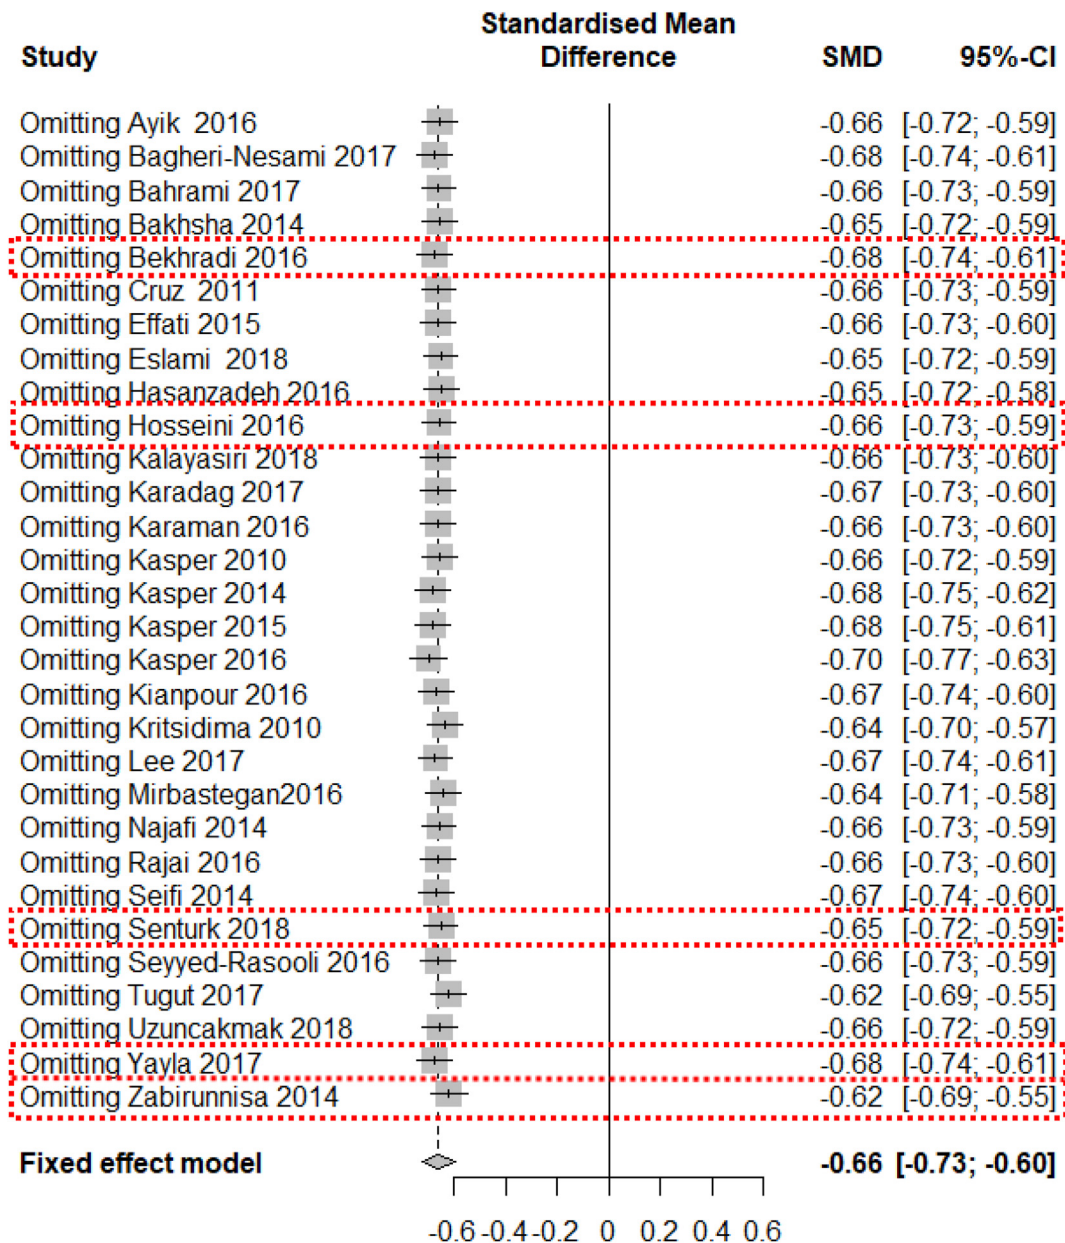 Standardised Mean
Study Difference SMD 95%-CI
Omitting Ayik 2016 -0.66 [-0.72; -0.59]
Omitting Bagheri-Nesami 2017 -0.68 [-0.74; -0.61]
Omitting Bahrami 2017 -0.66 [-0.73; -0.59]
Omitting Bakhsha 2014 -0.65 [-0.72; -0.59]
Omitting Bekhradi 2016 -0.68 [-0.74; -0.61]
Omitting Cruz 2011 -0.66 [-0.73; -0.59]
Omitting Effati 2015 -0.66 [-0.73; -0.60]
Omitting Eslami 2018 -0.65 [-0.72; -0.59]
Omitting Hasanzadeh 2016 -0.65 [-0.72; -0.58]
Omitting Hosseini 2016 -0.66 [-0.73; -0.59]
Omitting Kalayasiri 2018 -0.66 [-0.73; -0.60]
Omitting Karadag 2017 -0.67 [-0.73; -0.60]
Omitting Karaman 2016 -0.66 [-0.73; -0.60]
Omitting Kasper 2010 -0.66 [-0.72; -0.59]
Omitting Kasper 2014 -0.68 [-0.75; -0.62]
Omitting Kasper 2015 -0.68 [-0.75; -0.61]
Omitting Kasper 2016 -0.70 [-0.77; -0.63]
Omitting Kianpour 2016 -0.67 [-0.74; -0.60]
Omitting Kritsidima 2010 -0.64 [-0.70; -0.57]
Omitting Lee 2017 -0.67 [-0.74; -0.61]
Omitting Mirbastegan2016 -0.64 [-0.71; -0.58]
Omitting Najafi 2014 -0.66 [-0.73; -0.59]
Omitting Rajai 2016 -0.66 [-0.73; -0.60]
Omitting Seifi 2014 -0.67 [-0.74; -0.60]
Omitting Senturk 2018 -0.65 [-0.72; -0.59]
Omitting Seyyed-Rasooli 2016 -0.66 [-0.73; -0.59]
Omitting Tugut 2017 -0.62 [-0.69; -0.55]
Omitting Uzuncakmak 2018 -0.66 [-0.72; -0.59]
Omitting Yayla 2017 -0.68 [-0.74; -0.61]
Omitting Zabirunnisa 2014 -0.62 [-0.69; -0.55]
Fixed effect model -0.66 [-0.73; -0.60]
-0.6 -0.4 -0.2 0 0.2 0.4 0.6